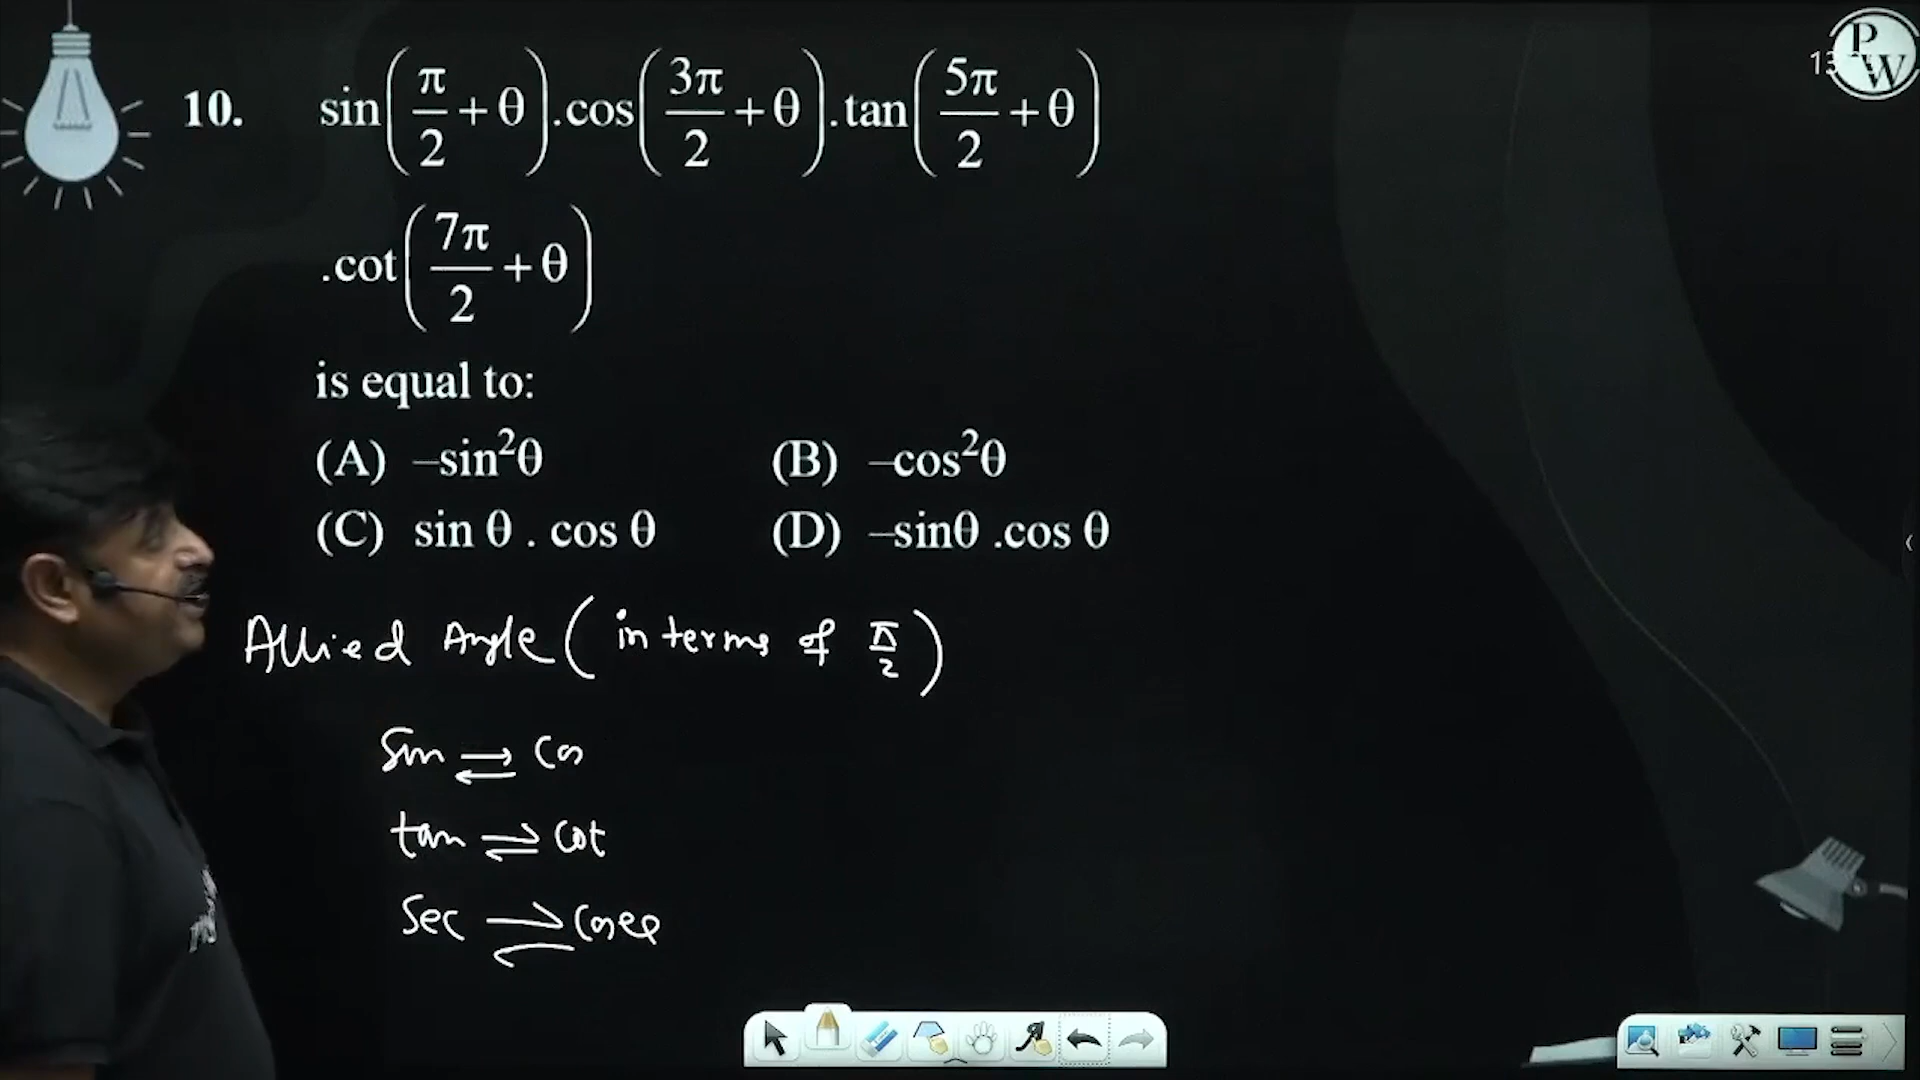 10. sin(π/2 + θ).cos(3π/2 + θ).tan(5π/2 + θ)
.cot(7π/2 + θ)
is equal to:
(A) –sin²θ (B) –cos²θ
(C) sin θ . cos θ (D) –sinθ .cos θ
Allied Angle (in terms of π/2)
Sin ⇌ Cos
tan ⇌ Cot
Sec ⇌ Cosec
PW